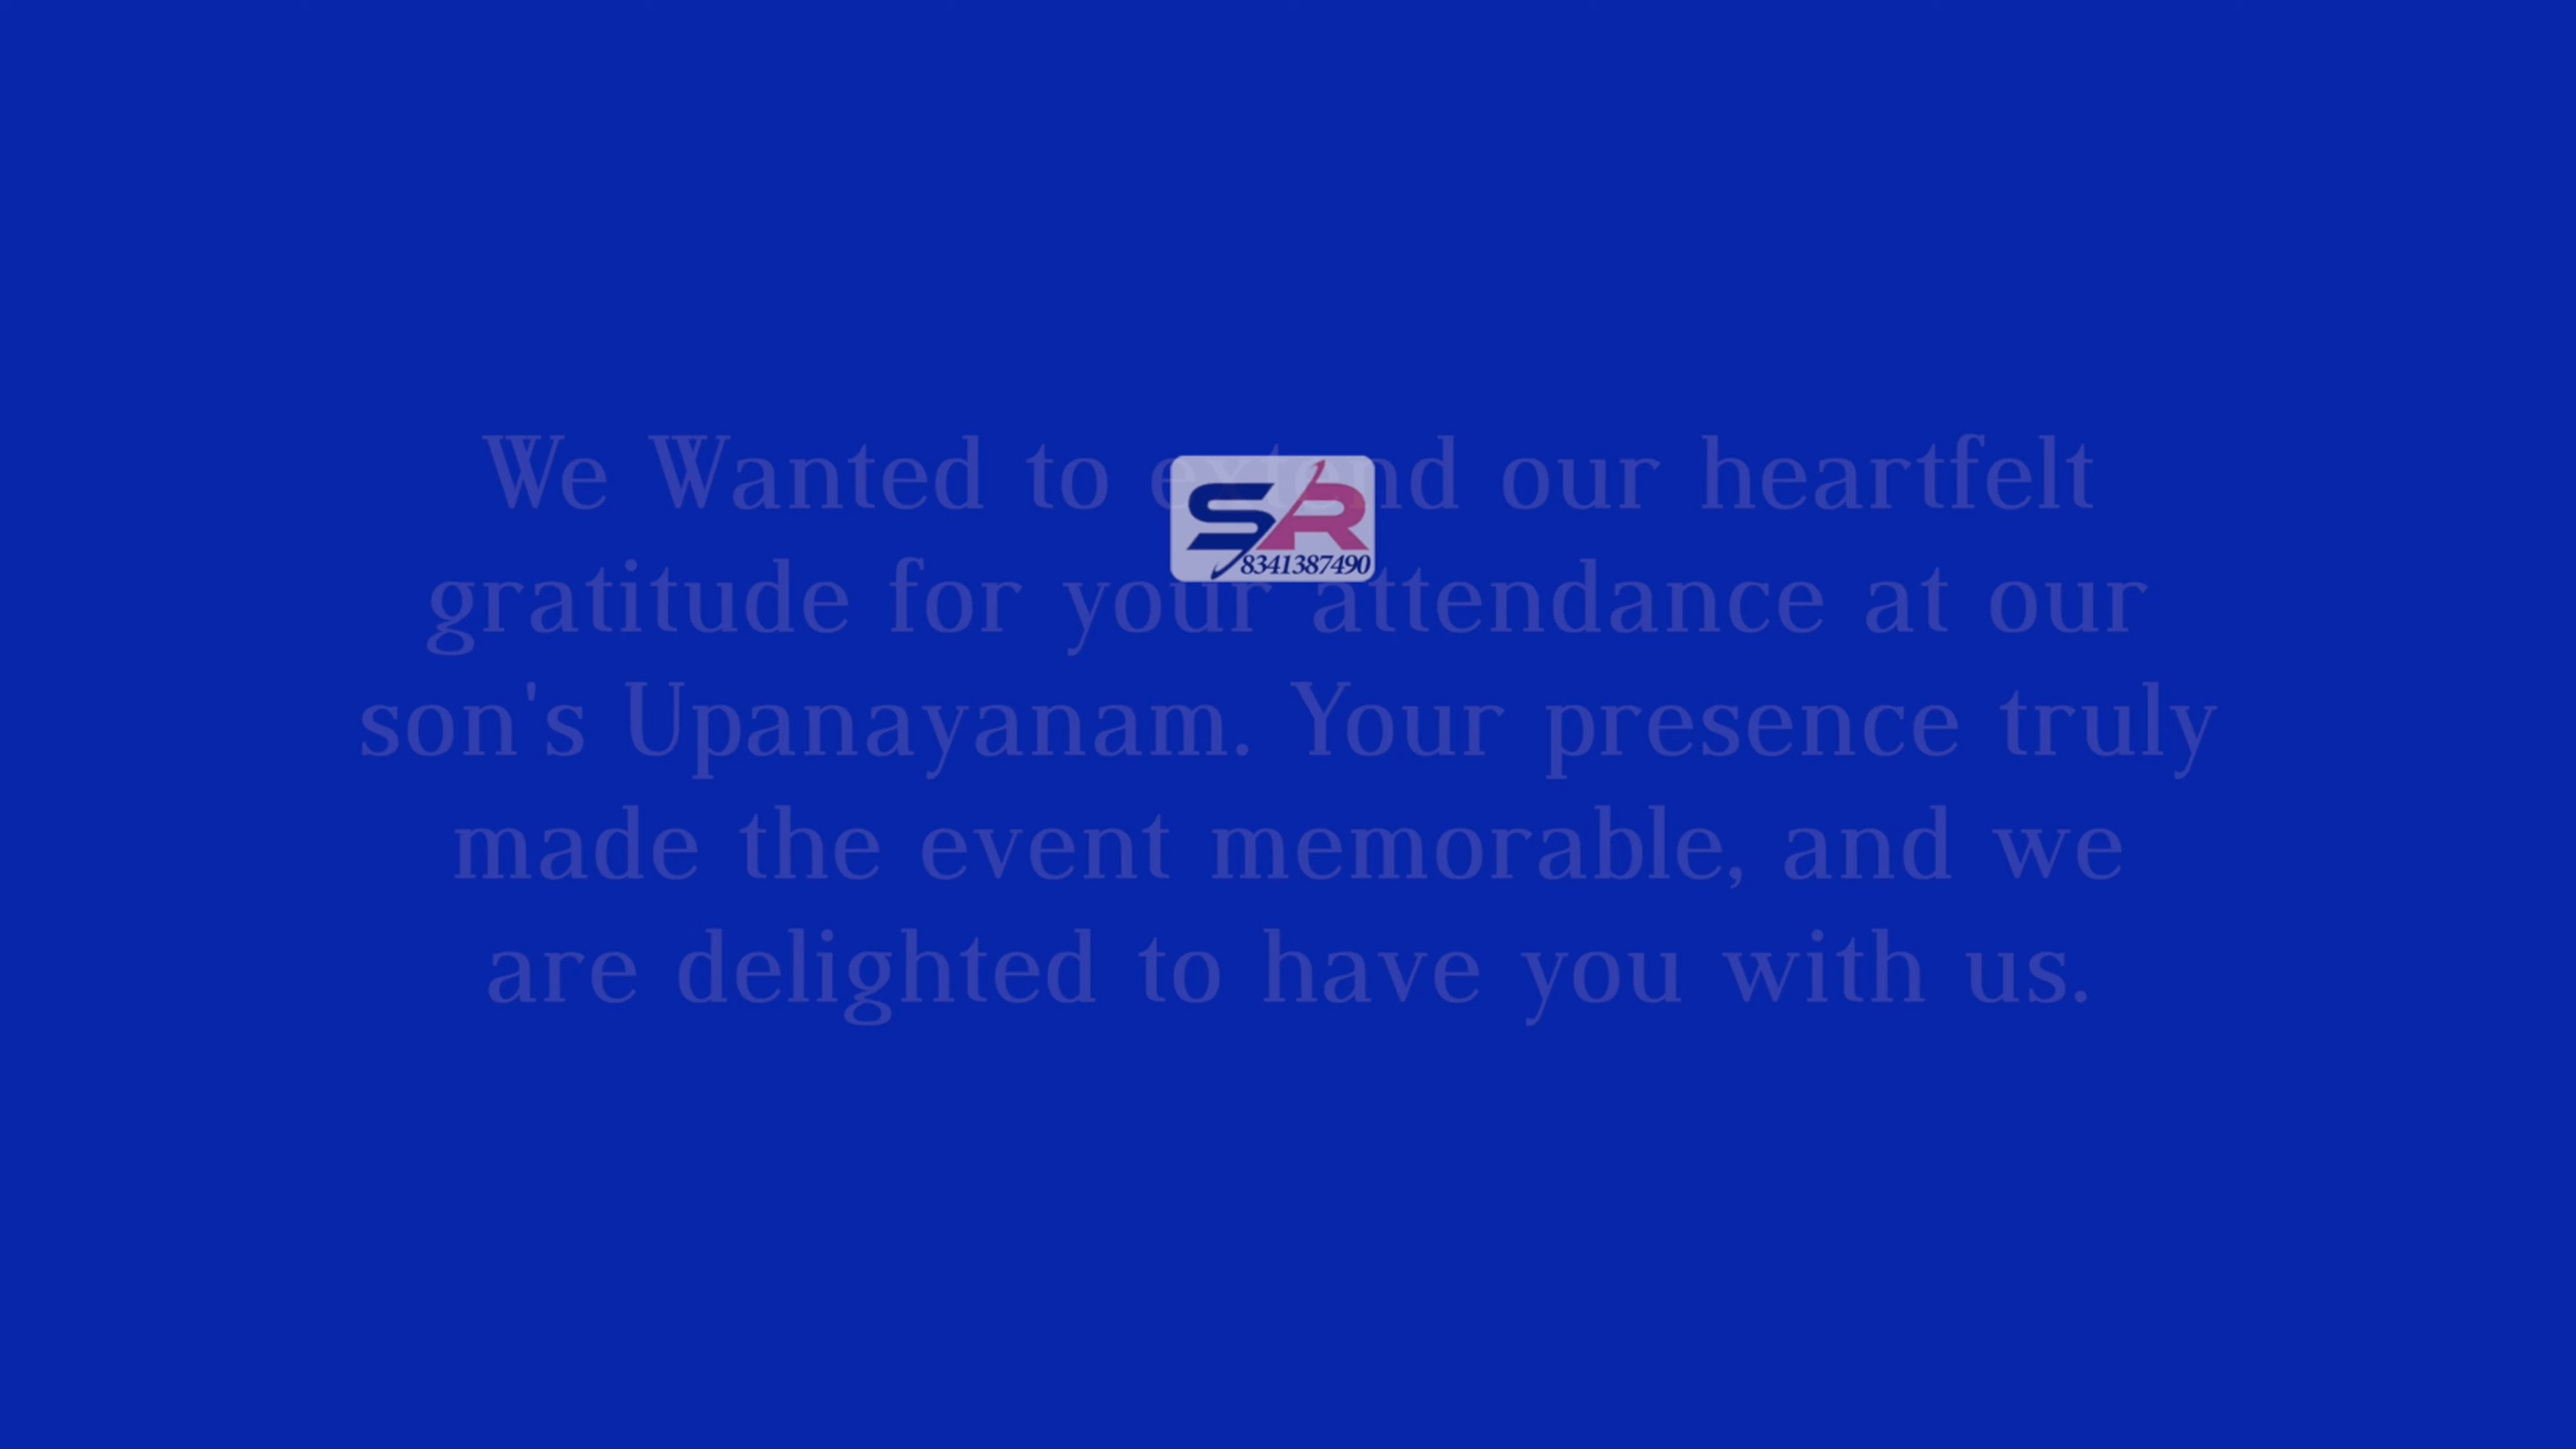 We Wanted to extend our heartfelt
SR
8341387490
gratitude for your attendance at our
son's Upanayanam. Your presence truly
made the event memorable, and we
are delighted to have you with us.